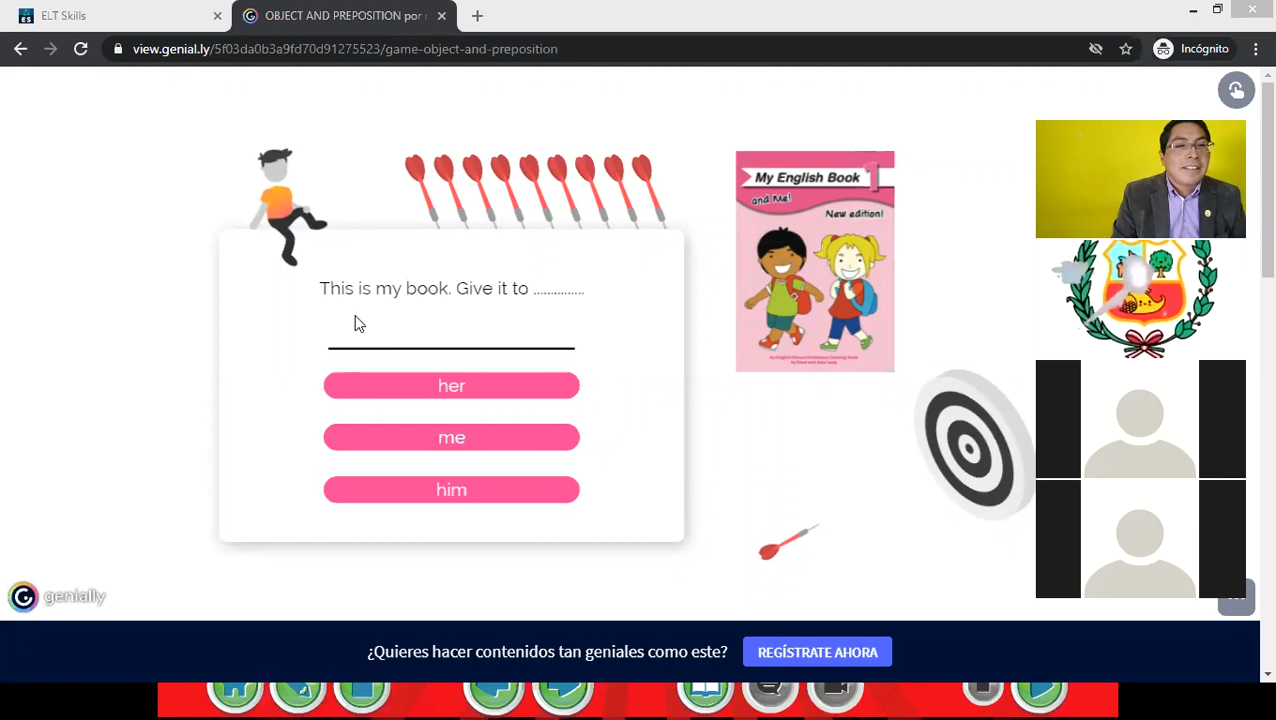 ELT Skills
OBJECT AND PREPOSITION por
view.genial.ly/5f03da0b3a9fd70d91275523/game-object-and-preposition
Incógnito
My English Book 1
and Me!
New edition!
This is my book. Give it to ...............
her
me
him
genially
¿Quieres hacer contenidos tan geniales como este?
REGÍSTRATE AHORA